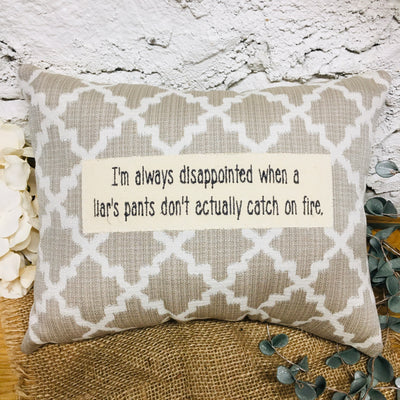 I'm always disappointed when a
liar's pants don't actually catch on fire.